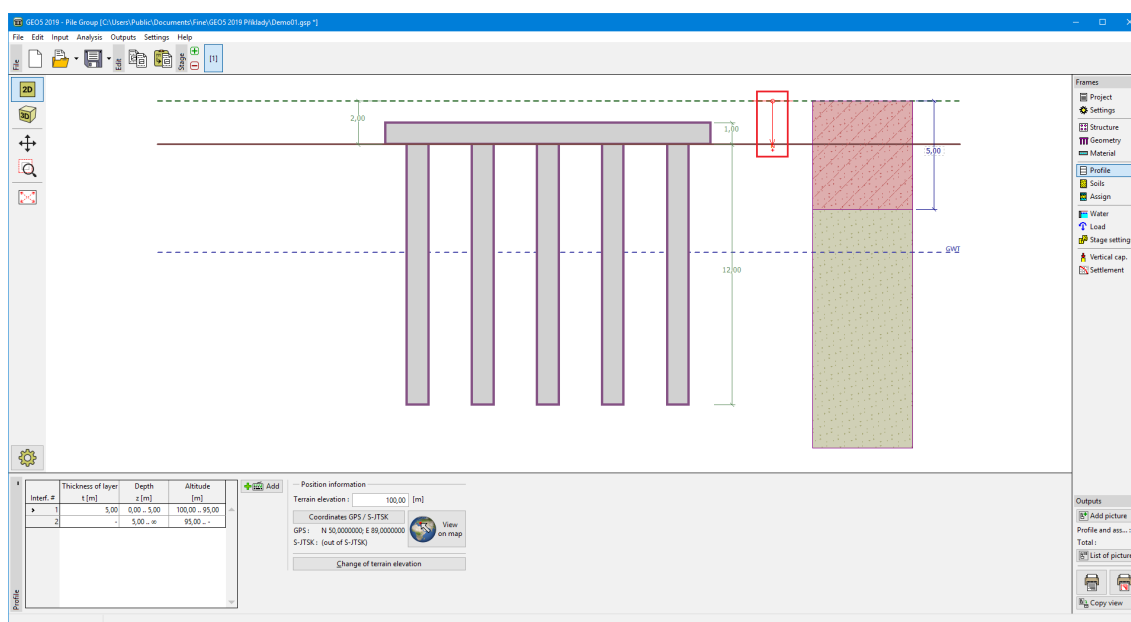 GEO5 2019 - Pile Group [C:\Users\Public\Documents\Fine\GEO5 2019 Příklady\Demo01.gsp *]
File Edit Input Analysis Outputs Settings Help
File
Edit
Stage
[1]
2D
3D
2,00
1,00
+z
5,00
GWT
12,00
Frames
Project
Settings
Structure
Geometry
Material
Profile
Soils
Assign
Water
Load
Stage setting
Vertical cap.
Settlement
Thickness of layer Depth Altitude
Interf. # t [m] z [m] [m]
1 5,00 0,00 .. 5,00 100,00 .. 95,00
2 - 5,00 .. ∞ 95,00 .. -
Add
Position information
Terrain elevation : 100,00 [m]
Coordinates GPS / S-JTSK
GPS : N 50,0000000; E 89,0000000
S-JTSK : (out of S-JTSK)
View
on map
Change of terrain elevation
Profile
Outputs
Add picture
Profile and ass... :
Total :
List of picture
Copy view